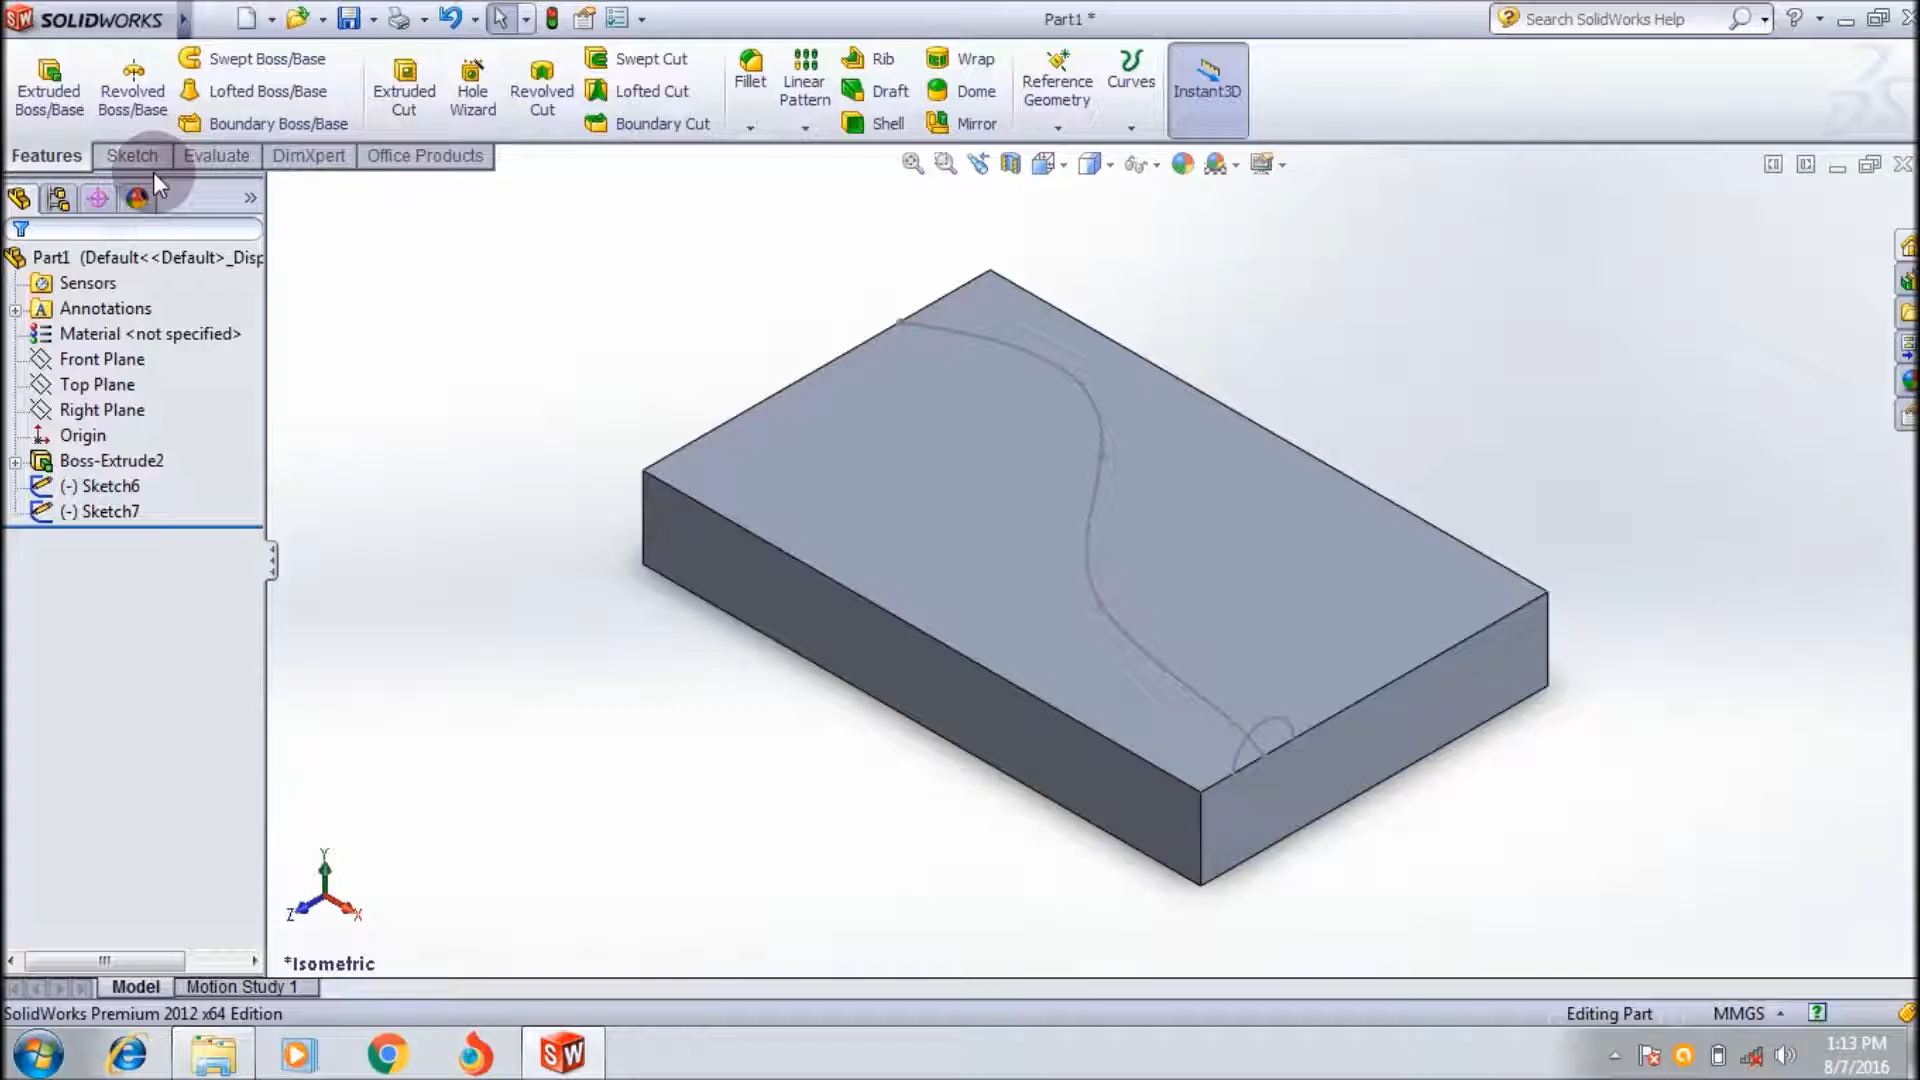 SOLIDWORKS
Part1 *
Search SolidWorks Help
Extruded Boss/Base
Revolved Boss/Base
Swept Boss/Base
Lofted Boss/Base
Boundary Boss/Base
Extruded Cut
Hole Wizard
Revolved Cut
Swept Cut
Lofted Cut
Boundary Cut
Fillet
Linear Pattern
Rib
Draft
Shell
Wrap
Dome
Mirror
Reference Geometry
Curves
Instant3D
Features
Sketch
Evaluate
DimXpert
Office Products
Part1 (Default<<Default>_Disp
Sensors
Annotations
Material <not specified>
Front Plane
Top Plane
Right Plane
Origin
Boss-Extrude2
(-) Sketch6
(-) Sketch7
Y
Z
X
*Isometric
Model
Motion Study 1
SolidWorks Premium 2012 x64 Edition
Editing Part
MMGS
1:13 PM
8/7/2016